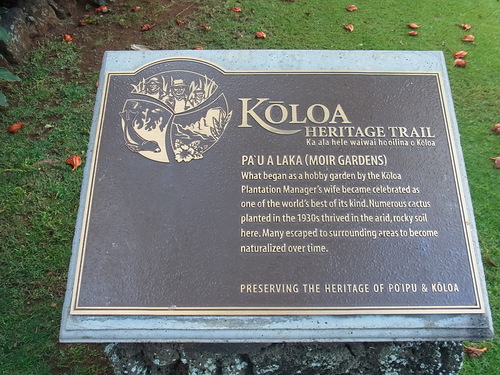 KŌLOA
HERITAGE TRAIL
Ka ala hele waiwai hoʻoilina o Kōloa
PAʻU A LAKA (MOIR GARDENS)
What began as a hobby garden by the Kōloa
Plantation Manager's wife became celebrated as
one of the world's best of its kind. Numerous cactus
planted in the 1930s thrived in the arid, rocky soil
here. Many escaped to surrounding areas to become
naturalized over time.
PRESERVING THE HERITAGE OF POʻIPU & KŌLOA